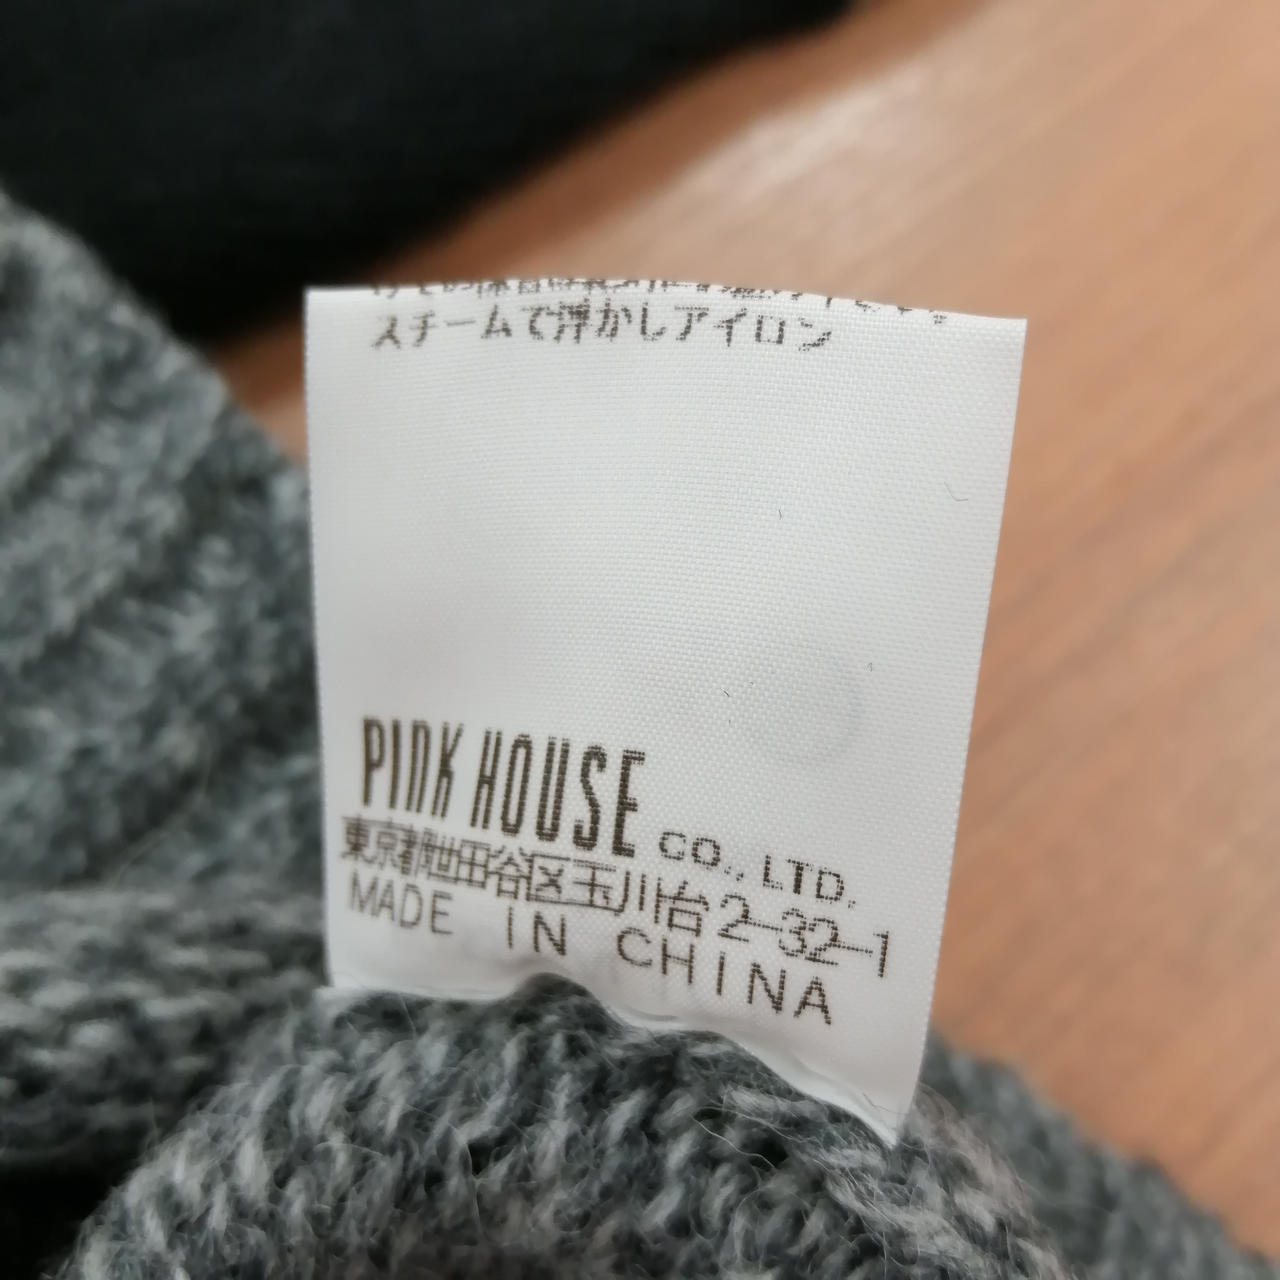 スチームで浮かしアイロン
PINK HOUSE CO., LTD.
東京都世田谷区玉川台2-32-1
MADE IN CHINA